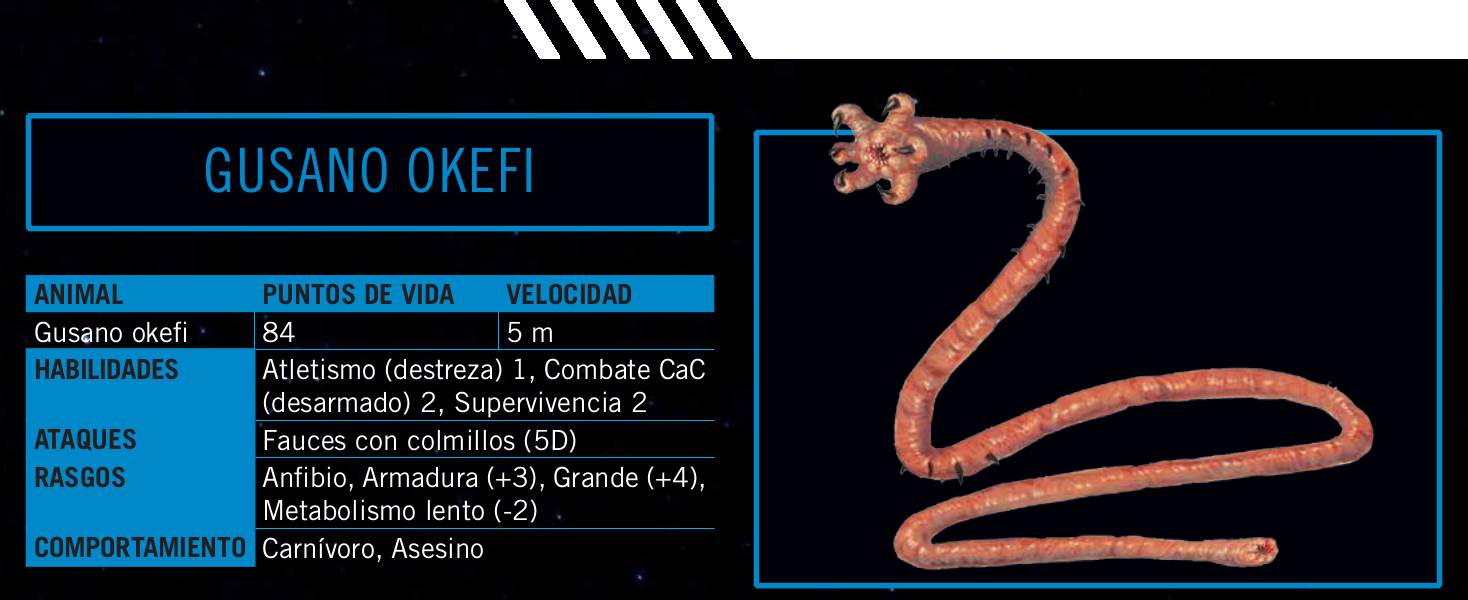 GUSANO OKEFI
ANIMAL PUNTOS DE VIDA VELOCIDAD
Gusano okefi 84 5 m
HABILIDADES Atletismo (destreza) 1, Combate CaC
(desarmado) 2, Supervivencia 2
ATAQUES Fauces con colmillos (5D)
RASGOS Anfibio, Armadura (+3), Grande (+4),
Metabolismo lento (-2)
COMPORTAMIENTO Carnívoro, Asesino